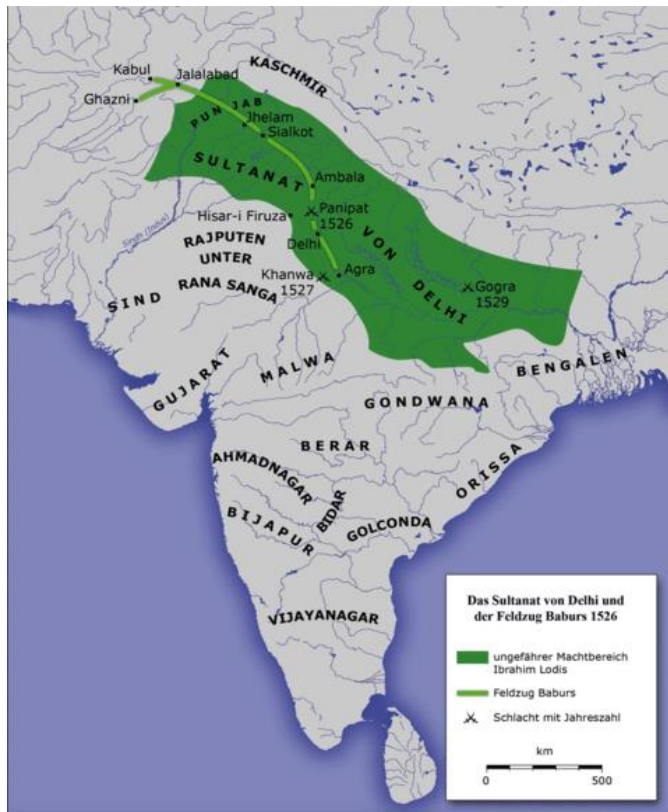 KASCHMIR
Kabul
Jalalabad
Ghazni
PUNJAB
Jhelam
Sialkot
SULTANAT VON DELHI
Ambala
Hisar-i Firuza
Panipat
1526
Delhi
Sindh (Indus)
RAJPUTEN
UNTER
RANA SANGA
Khanwa
1527
Agra
Gogra
1529
SIND
GUJARAT
MALWA
BENGALEN
GONDWANA
BERAR
AHMADNAGAR
BIDAR
ORISSA
BIJAPUR
GOLCONDA
VIJAYANAGAR
Das Sultanat von Delhi und
der Feldzug Baburs 1526
ungefährer Machtbereich
Ibrahim Lodis
Feldzug Baburs
Schlacht mit Jahreszahl
km
0 500